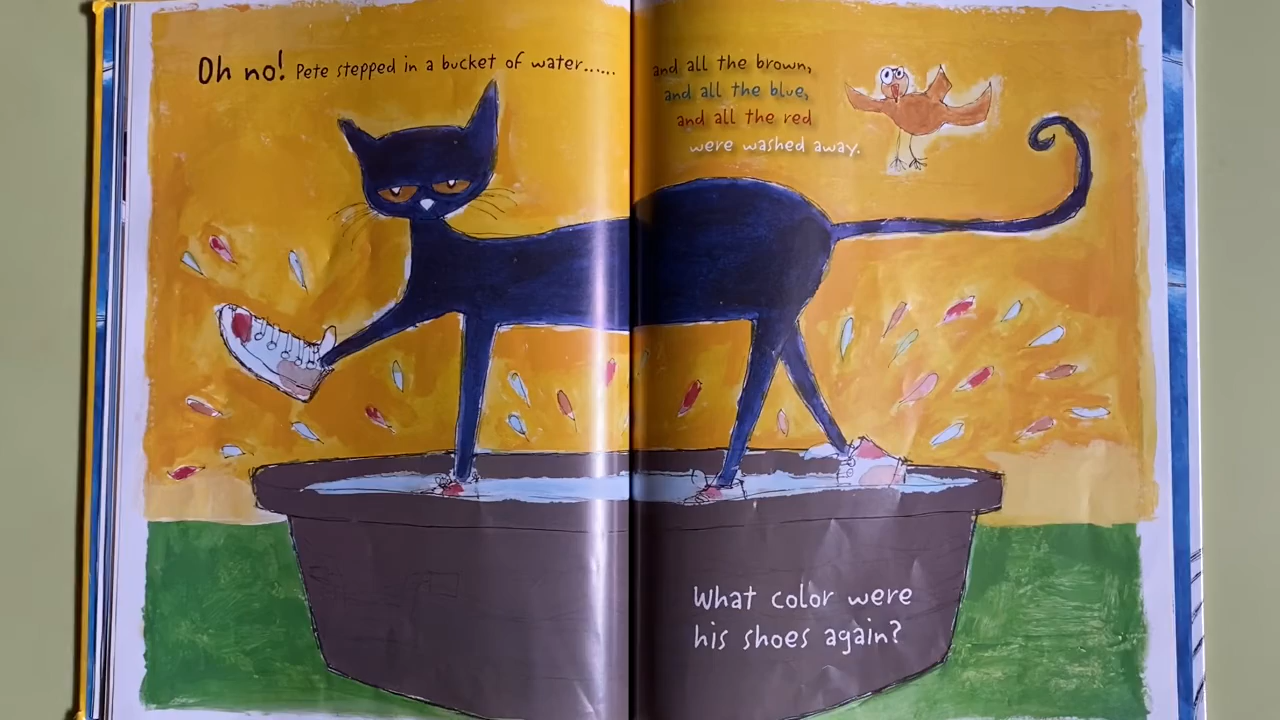 Oh no! Pete stepped in a bucket of water......
and all the brown,
and all the blue,
and all the red
were washed away.
What color were
his shoes again?